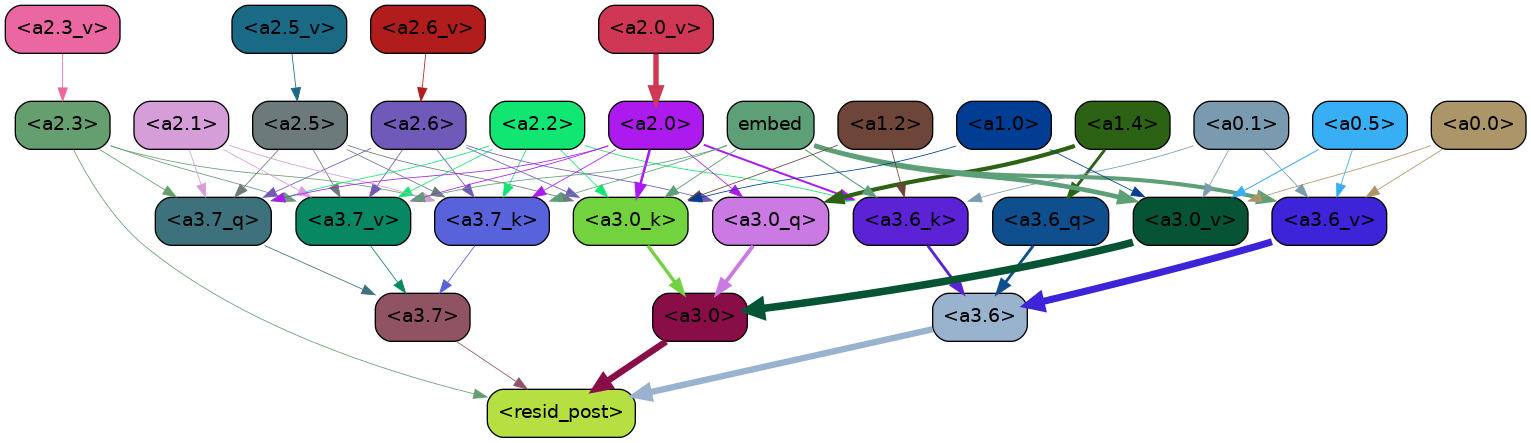 <a2.3_v> <a2.5_v> <a2.6_v> <a2.0_v>
<a2.3> <a2.1> <a2.5> <a2.6> <a2.2> <a2.0> embed <a1.2> <a1.0> <a1.4> <a0.1> <a0.5> <a0.0>
<a3.7_q> <a3.7_v> <a3.7_k> <a3.0_k> <a3.0_q> <a3.6_k> <a3.6_q> <a3.0_v> <a3.6_v>
<a3.7> <a3.0> <a3.6>
<resid_post>